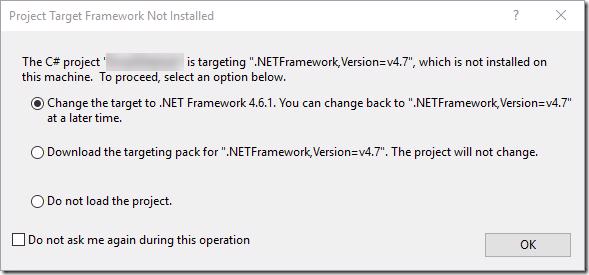 Project Target Framework Not Installed
The C# project ' ' is targeting ".NETFramework,Version=v4.7", which is not installed on
this machine. To proceed, select an option below.
Change the target to .NET Framework 4.6.1. You can change back to ".NETFramework,Version=v4.7"
at a later time.
Download the targeting pack for ".NETFramework,Version=v4.7". The project will not change.
Do not load the project.
Do not ask me again during this operation
OK